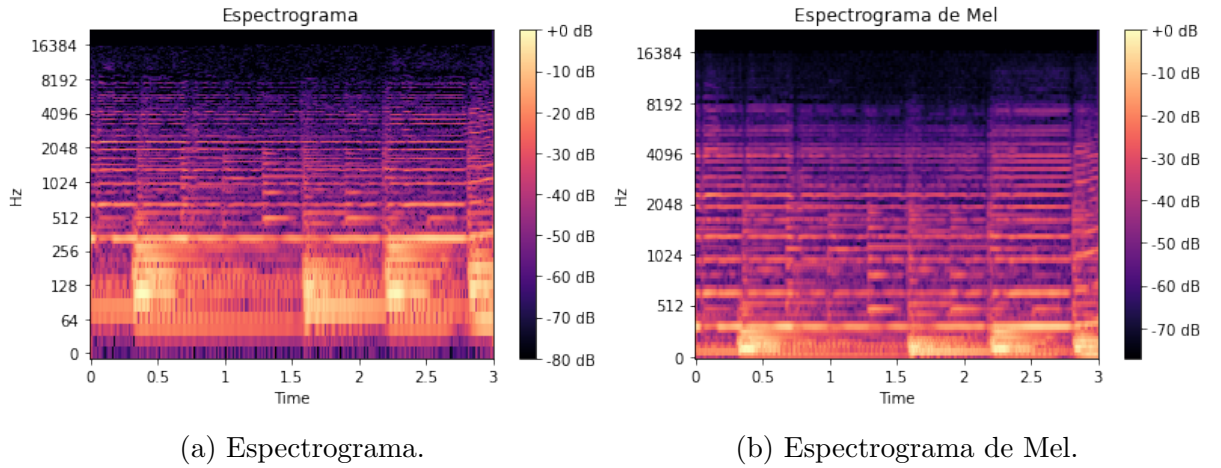 Espectrograma
16384
8192
4096
2048
1024
512
256
128
64
0
Hz
0
0.5
1
1.5
2
2.5
3
Time
+0 dB
-10 dB
-20 dB
-30 dB
-40 dB
-50 dB
-60 dB
-70 dB
-80 dB
(a) Espectrograma.
Espectrograma de Mel
16384
8192
4096
2048
1024
512
0
Hz
0
0.5
1
1.5
2
2.5
3
Time
+0 dB
-10 dB
-20 dB
-30 dB
-40 dB
-50 dB
-60 dB
-70 dB
(b) Espectrograma de Mel.